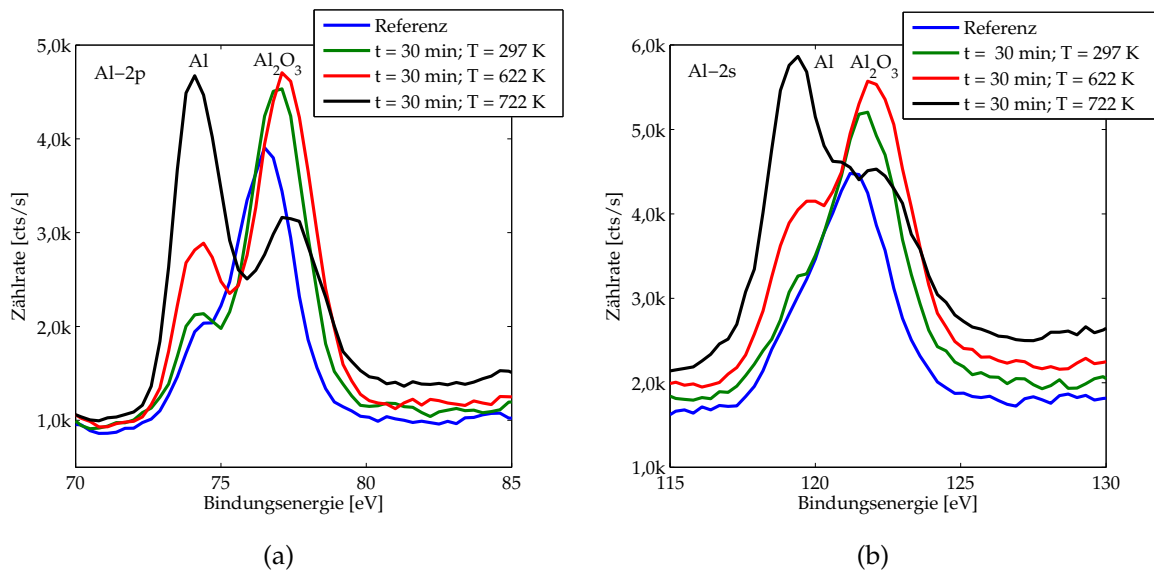 Referenz
t = 30 min; T = 297 K
t = 30 min; T = 622 K
t = 30 min; T = 722 K
Al−2p
Al
Al2O3
5,0k
4,0k
3,0k
2,0k
1,0k
Zählrate [cts/s]
70
75
80
85
Bindungsenergie [eV]
(a)
Referenz
t = 30 min; T = 297 K
t = 30 min; T = 622 K
t = 30 min; T = 722 K
Al−2s
Al
Al2O3
6,0k
5,0k
4,0k
3,0k
2,0k
1,0k
Zählrate [cts/s]
115
120
125
130
Bindungsenergie [eV]
(b)